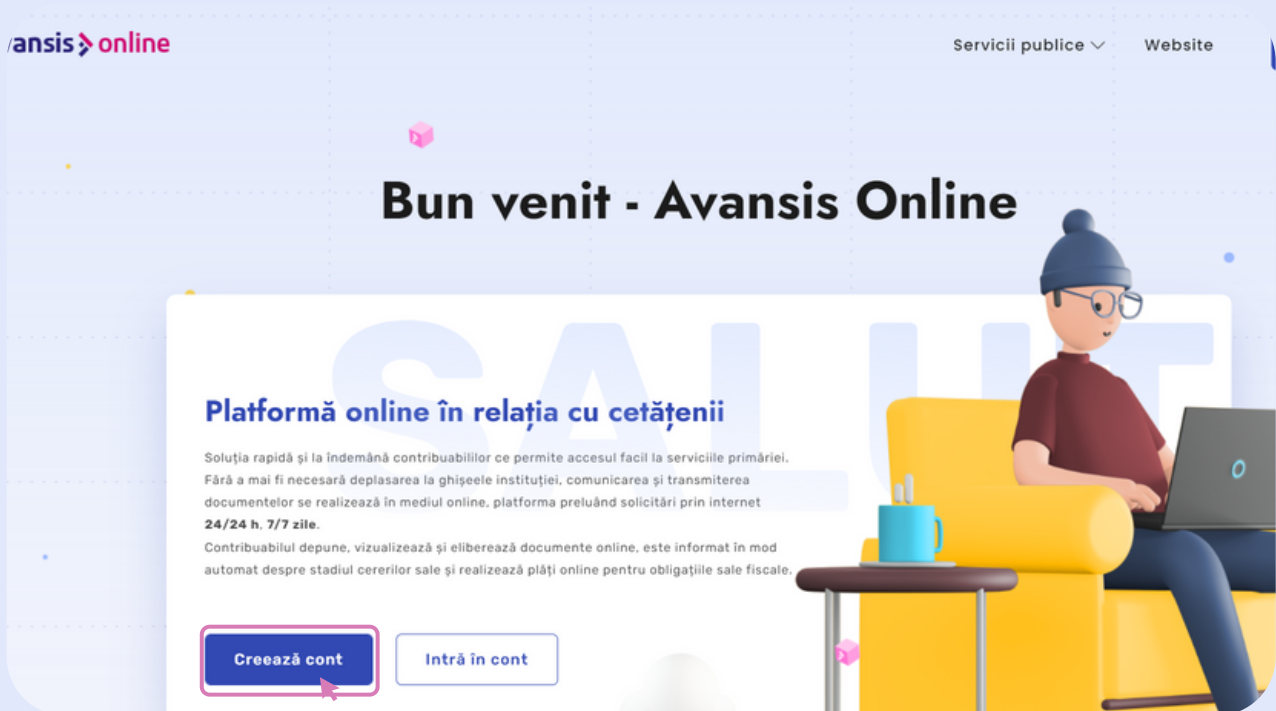 vansis online
Servicii publice
Website
Bun venit - Avansis Online
SALUT
Platformă online în relația cu cetățenii
Soluția rapidă și la îndemână contribuabililor ce permite accesul facil la serviciile primăriei.
Fără a mai fi necesară deplasarea la ghișeele instituției, comunicarea și transmiterea
documentelor se realizează în mediul online, platforma preluând solicitări prin internet
24/24 h, 7/7 zile.
Contribuabilul depune, vizualizează și eliberează documente online, este informat în mod
automat despre stadiul cererilor sale și realizează plăți online pentru obligațiile sale fiscale.
Creează cont
Intră în cont